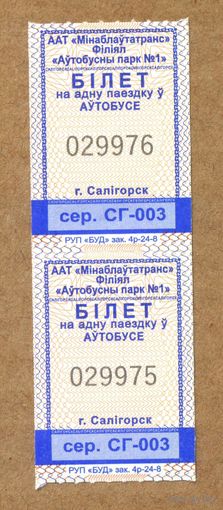 ААТ «Мінаблаўтатранс»
Філіял
«Аўтобусны парк №1»
БІЛЕТ
на адну паездку ў
АЎТОБУСЕ
029976
г. Салігорск
сер. СГ-003
РУП «БУД» зак. 4р-24-8
ААТ «Мінаблаўтатранс»
Філіял
«Аўтобусны парк №1»
БІЛЕТ
на адну паездку ў
АЎТОБУСЕ
029975
г. Салігорск
сер. СГ-003
РУП «БУД» зак. 4р-24-8